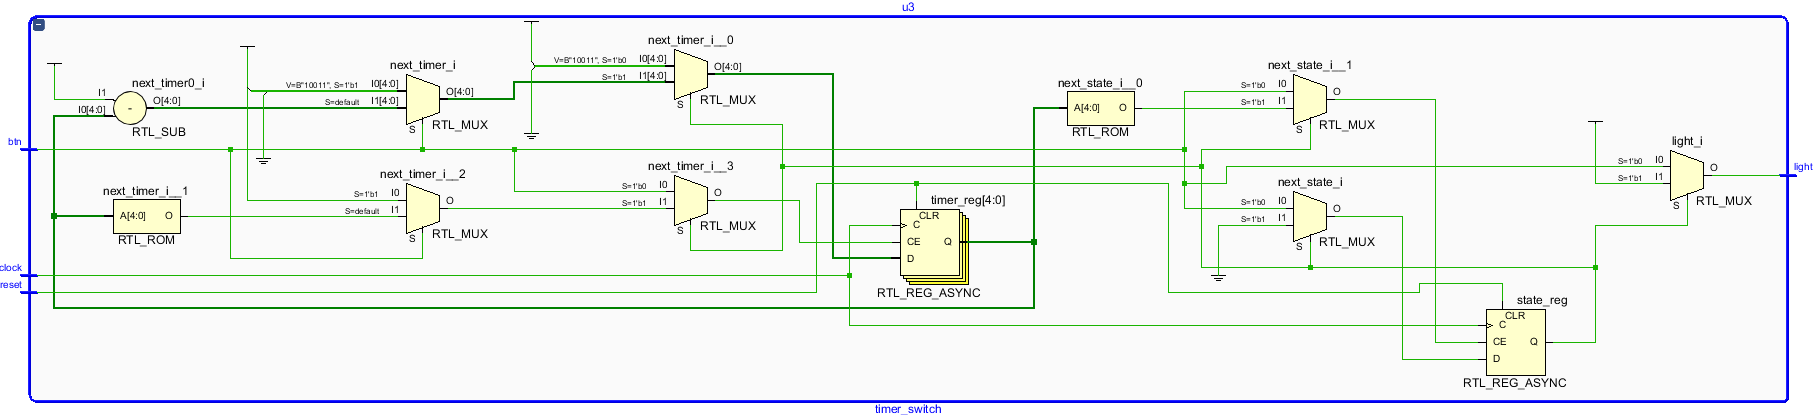 u3
next_timer_i__0
V=B"10011", S=1'b0 I0[4:0]
S=1'b1 I1[4:0]
O[4:0]
S
RTL_MUX
next_timer0_i
I1
I0[4:0]
-
O[4:0]
RTL_SUB
next_timer_i
V=B"10011", S=1'b1 I0[4:0]
S=default I1[4:0]
O[4:0]
S
RTL_MUX
next_state_i__0
A[4:0] O
RTL_ROM
next_state_i__1
S=1'b0 I0
S=1'b1 I1
O
S
RTL_MUX
btn
light_i
S=1'b0 I0
S=1'b1 I1
O
S
RTL_MUX
light
next_timer_i__1
A[4:0] O
RTL_ROM
next_timer_i__2
S=1'b1 I0
S=default I1
O
S
RTL_MUX
next_timer_i__3
S=1'b0 I0
S=1'b1 I1
O
S
RTL_MUX
timer_reg[4:0]
CLR
C
CE Q
D
RTL_REG_ASYNC
next_state_i
S=1'b0 I0
S=1'b1 I1
O
S
RTL_MUX
clock
reset
state_reg
CLR
C
CE Q
D
RTL_REG_ASYNC
timer_switch